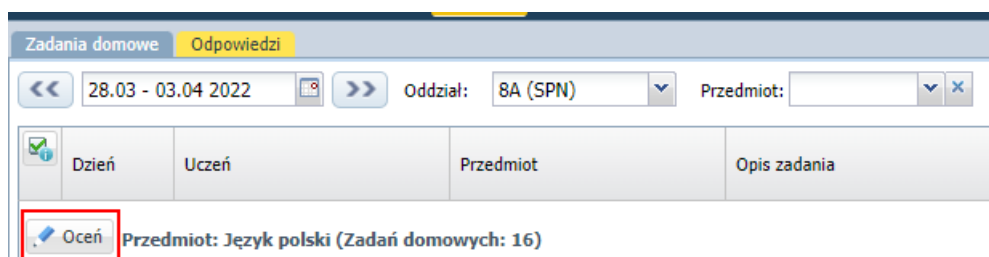 Zadania domowe Odpowiedzi
<< 28.03 - 03.04 2022 >> Oddział: 8A (SPN) Przedmiot:
Dzień Uczeń Przedmiot Opis zadania
Oceń Przedmiot: Język polski (Zadań domowych: 16)